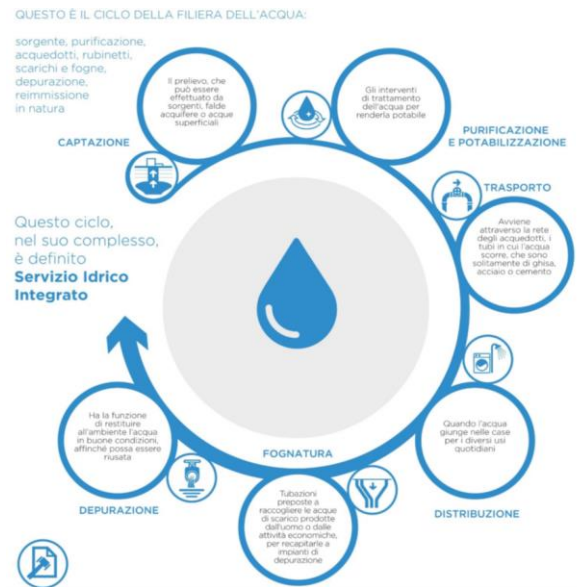 QUESTO È IL CICLO DELLA FILIERA DELL'ACQUA:
sorgente, purificazione,
acquedotti, rubinetti,
scarichi e fogne,
depurazione,
reimmissione
in natura
CAPTAZIONE
Il prelievo, che
può essere
effettuato da
sorgenti, falde
acquifere o acque
superficiali
Gli interventi
di trattamento
dell'acqua per
renderla potabile
PURIFICAZIONE
E POTABILIZZAZIONE
TRASPORTO
Avviene
attraverso la rete
degli acquedotti, i
tubi in cui l'acqua
scorre, che sono
solitamente di ghisa,
acciaio o cemento
Questo ciclo,
nel suo complesso,
è definito
Servizio Idrico
Integrato
Quando l'acqua
giunge nelle case
per i diversi usi
quotidiani
DISTRIBUZIONE
FOGNATURA
Tubazioni
preposte a
raccogliere le acque
di scarico prodotte
dall'uomo o dalle
attività economiche,
per recapitarle a
impianti di
depurazione
Ha la funzione
di restituire
all'ambiente l'acqua
in buone condizioni,
affinché possa essere
riusata
DEPURAZIONE